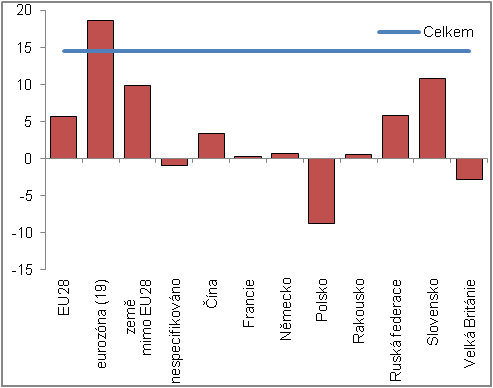 20
15
10
5
0
-5
-10
-15
Celkem
EU28
eurozóna (19)
země
mimo EU28
nespecifikováno
Čína
Francie
Německo
Polsko
Rakousko
Ruská federace
Slovensko
Velká Británie